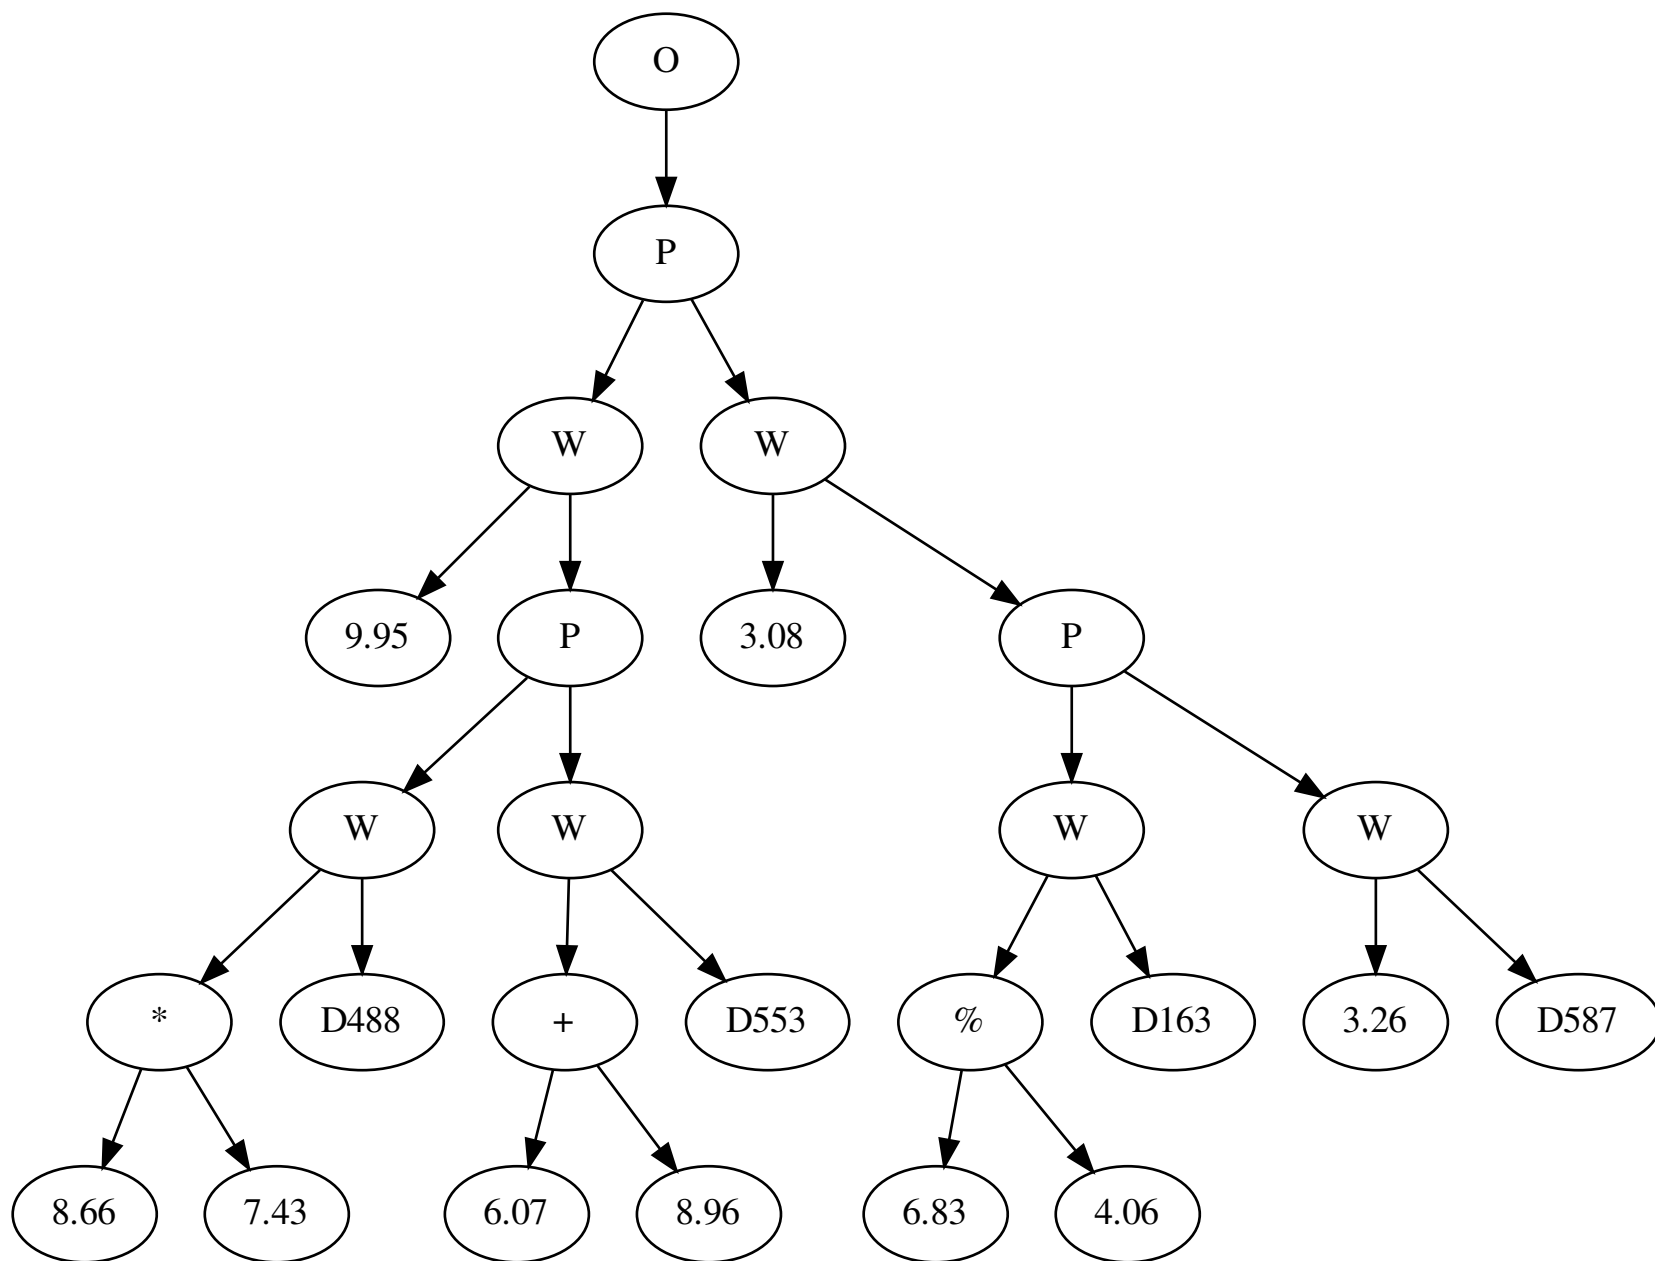 O
P
W W
9.95 P 3.08 P
W W W W
* D488 + D553 % D163 3.26 D587
8.66 7.43 6.07 8.96 6.83 4.06